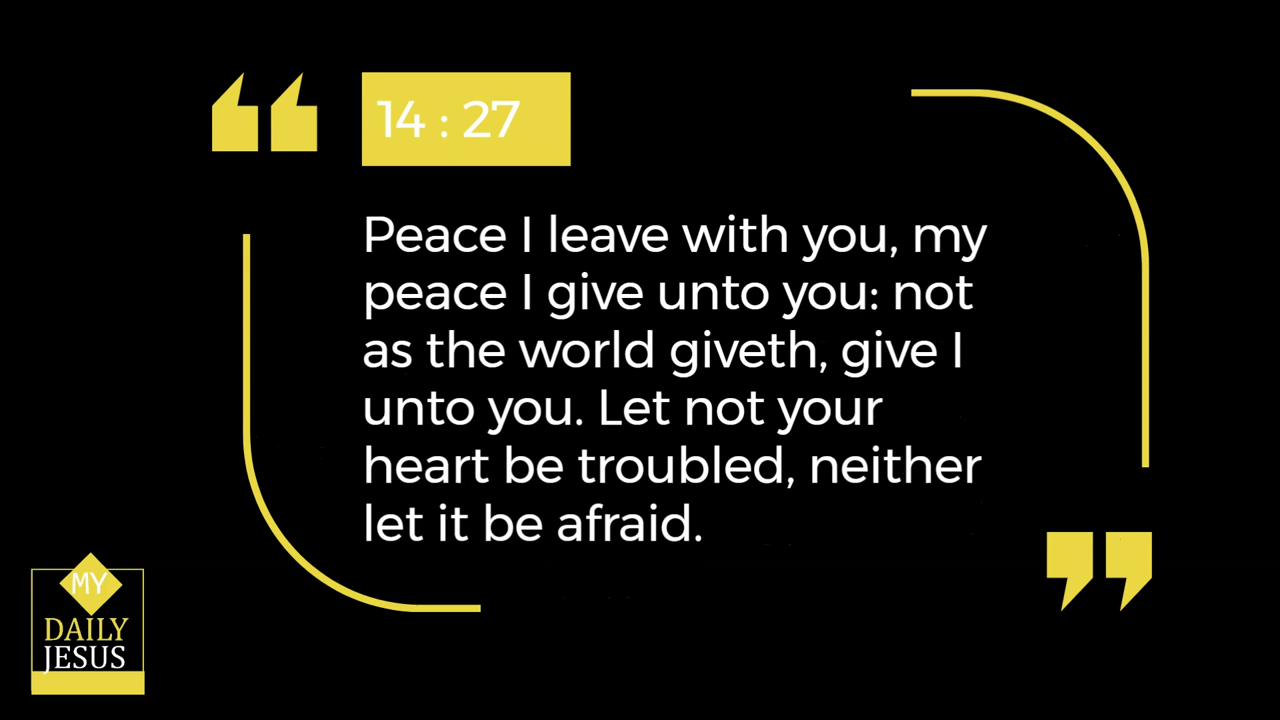 14 : 27
Peace I leave with you, my
peace I give unto you: not
as the world giveth, give I
unto you. Let not your
heart be troubled, neither
let it be afraid.
MY
DAILY
JESUS